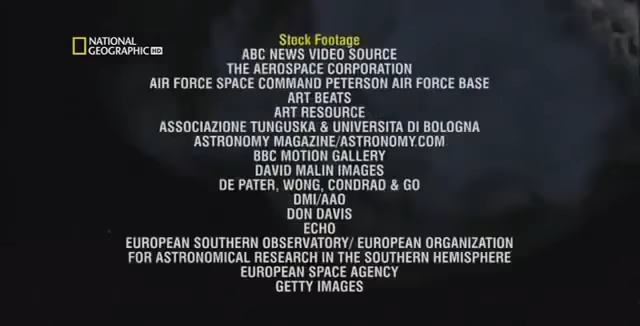 NATIONAL
GEOGRAPHIC HD
Stock Footage
ABC NEWS VIDEO SOURCE
THE AEROSPACE CORPORATION
AIR FORCE SPACE COMMAND PETERSON AIR FORCE BASE
ART BEATS
ART RESOURCE
ASSOCIAZIONE TUNGUSKA & UNIVERSITA DI BOLOGNA
ASTRONOMY MAGAZINE/ASTRONOMY.COM
BBC MOTION GALLERY
DAVID MALIN IMAGES
DE PATER, WONG, CONDRAD & GO
DMI/AAO
DON DAVIS
ECHO
EUROPEAN SOUTHERN OBSERVATORY/ EUROPEAN ORGANIZATION
FOR ASTRONOMICAL RESEARCH IN THE SOUTHERN HEMISPHERE
EUROPEAN SPACE AGENCY
GETTY IMAGES